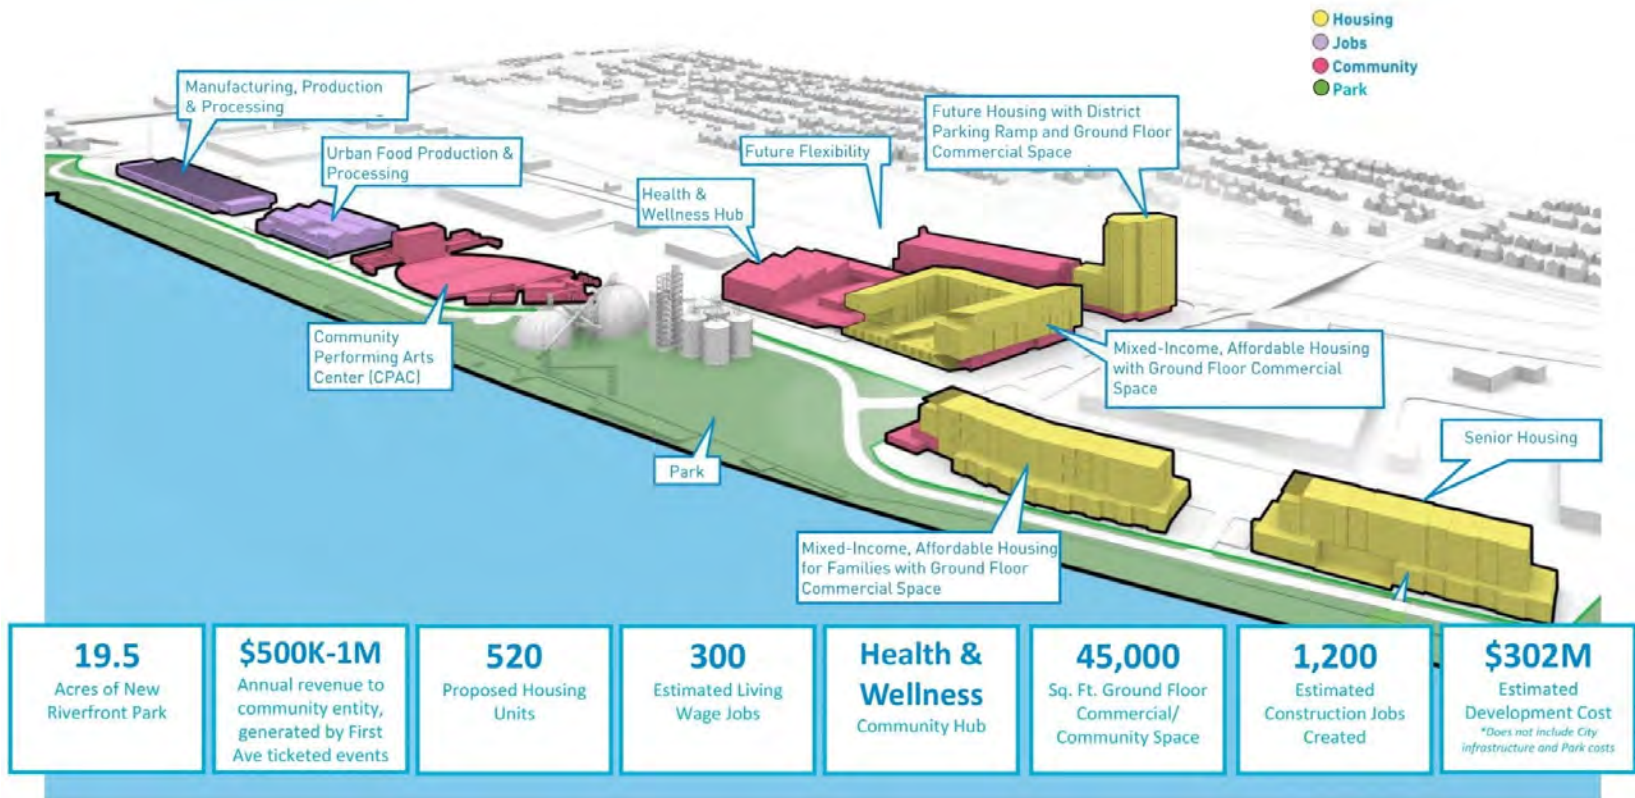 Housing
Jobs
Community
Park
Manufacturing, Production
& Processing
Urban Food Production &
Processing
Future Flexibility
Future Housing with District
Parking Ramp and Ground Floor
Commercial Space
Health &
Wellness Hub
Community
Performing Arts
Center (CPAC)
Mixed-Income, Affordable Housing
with Ground Floor Commercial
Space
Park
Senior Housing
Mixed-Income, Affordable Housing
for Families with Ground Floor
Commercial Space
19.5
Acres of New
Riverfront Park
$500K-1M
Annual revenue to
community entity,
generated by First
Ave ticketed events
520
Proposed Housing
Units
300
Estimated Living
Wage Jobs
Health &
Wellness
Community Hub
45,000
Sq. Ft. Ground Floor
Commercial/
Community Space
1,200
Estimated
Construction Jobs
Created
$302M
Estimated
Development Cost
*Does not include City
infrastructure and Park costs